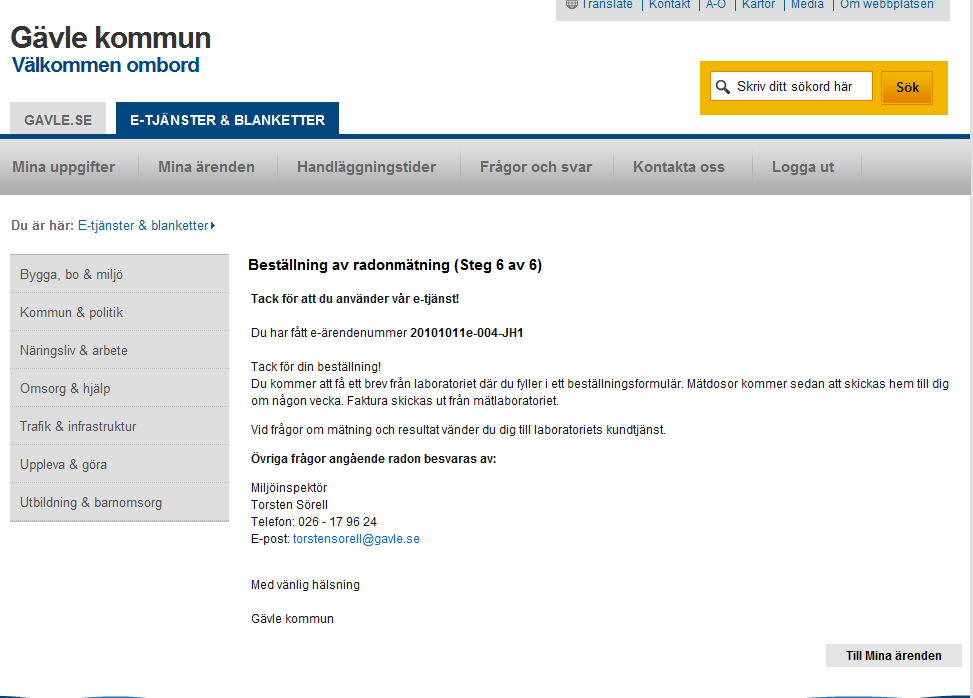 Translate | Kontakt | A-O | Kartor | Media | Om webbplatsen
Gävle kommun
Välkommen ombord
Skriv ditt sökord här
Sök
GAVLE.SE
E-TJÄNSTER & BLANKETTER
Mina uppgifter
Mina ärenden
Handläggningstider
Frågor och svar
Kontakta oss
Logga ut
Du är här: E-tjänster & blanketter
Bygga, bo & miljö
Kommun & politik
Näringsliv & arbete
Omsorg & hjälp
Trafik & infrastruktur
Uppleva & göra
Utbildning & barnomsorg
Beställning av radonmätning (Steg 6 av 6)
Tack för att du använder vår e-tjänst!
Du har fått e-ärendenummer 20101011e-004-JH1
Tack för din beställning!
Du kommer att få ett brev från laboratoriet där du fyller i ett beställningsformulär. Mätdosor kommer sedan att skickas hem till dig
om någon vecka. Faktura skickas ut från mätlaboratoriet.
Vid frågor om mätning och resultat vänder du dig till laboratoriets kundtjänst.
Övriga frågor angående radon besvaras av:
Miljöinspektör
Torsten Sörell
Telefon: 026 - 17 96 24
E-post: torstensorell@gavle.se
Med vänlig hälsning
Gävle kommun
Till Mina ärenden